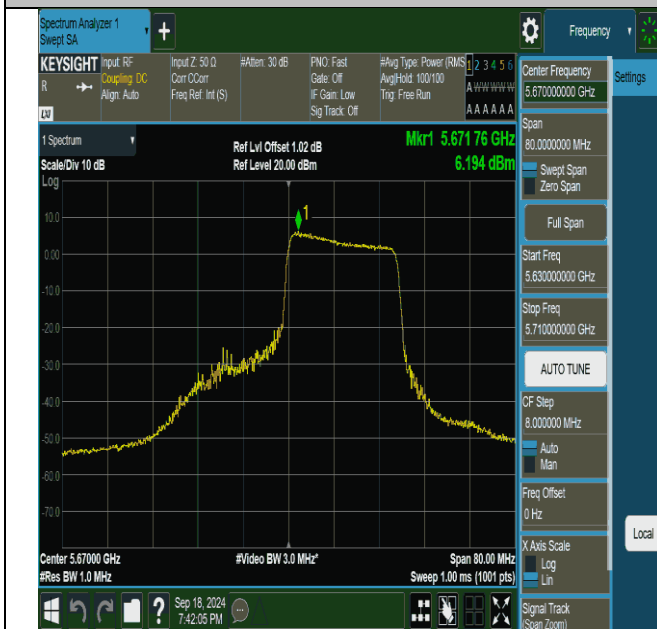 Spectrum Analyzer 1
Swept SA
Frequency
KEYSIGHT
R
LXI
Input: RF
Coupling: DC
Align: Auto
Input Z: 50 Ω
Corr CCorr
Freq Ref: Int (S)
#Atten: 30 dB
PNO: Fast
Gate: Off
IF Gain: Low
Sig Track: Off
#Avg Type: Power (RMS
Avg|Hold: 100/100
Trig: Free Run
1 2 3 4 5 6
A W W W W W
A A A A A A
1 Spectrum
Scale/Div 10 dB
Log
Ref Lvl Offset 1.02 dB
Ref Level 20.00 dBm
Mkr1 5.671 76 GHz
6.194 dBm
1
10.0
0.00
-10.0
-20.0
-30.0
-40.0
-50.0
-60.0
-70.0
Center 5.67000 GHz
#Res BW 1.0 MHz
#Video BW 3.0 MHz*
Span 80.00 MHz
Sweep 1.00 ms (1001 pts)
Sep 18, 2024
7:42:05 PM
Center Frequency
5.670000000 GHz
Span
80.0000000 MHz
Swept Span
Zero Span
Full Span
Start Freq
5.630000000 GHz
Stop Freq
5.710000000 GHz
AUTO TUNE
CF Step
8.000000 MHz
Auto
Man
Freq Offset
0 Hz
X Axis Scale
Log
Lin
Signal Track
(Span Zoom)
Settings
Local